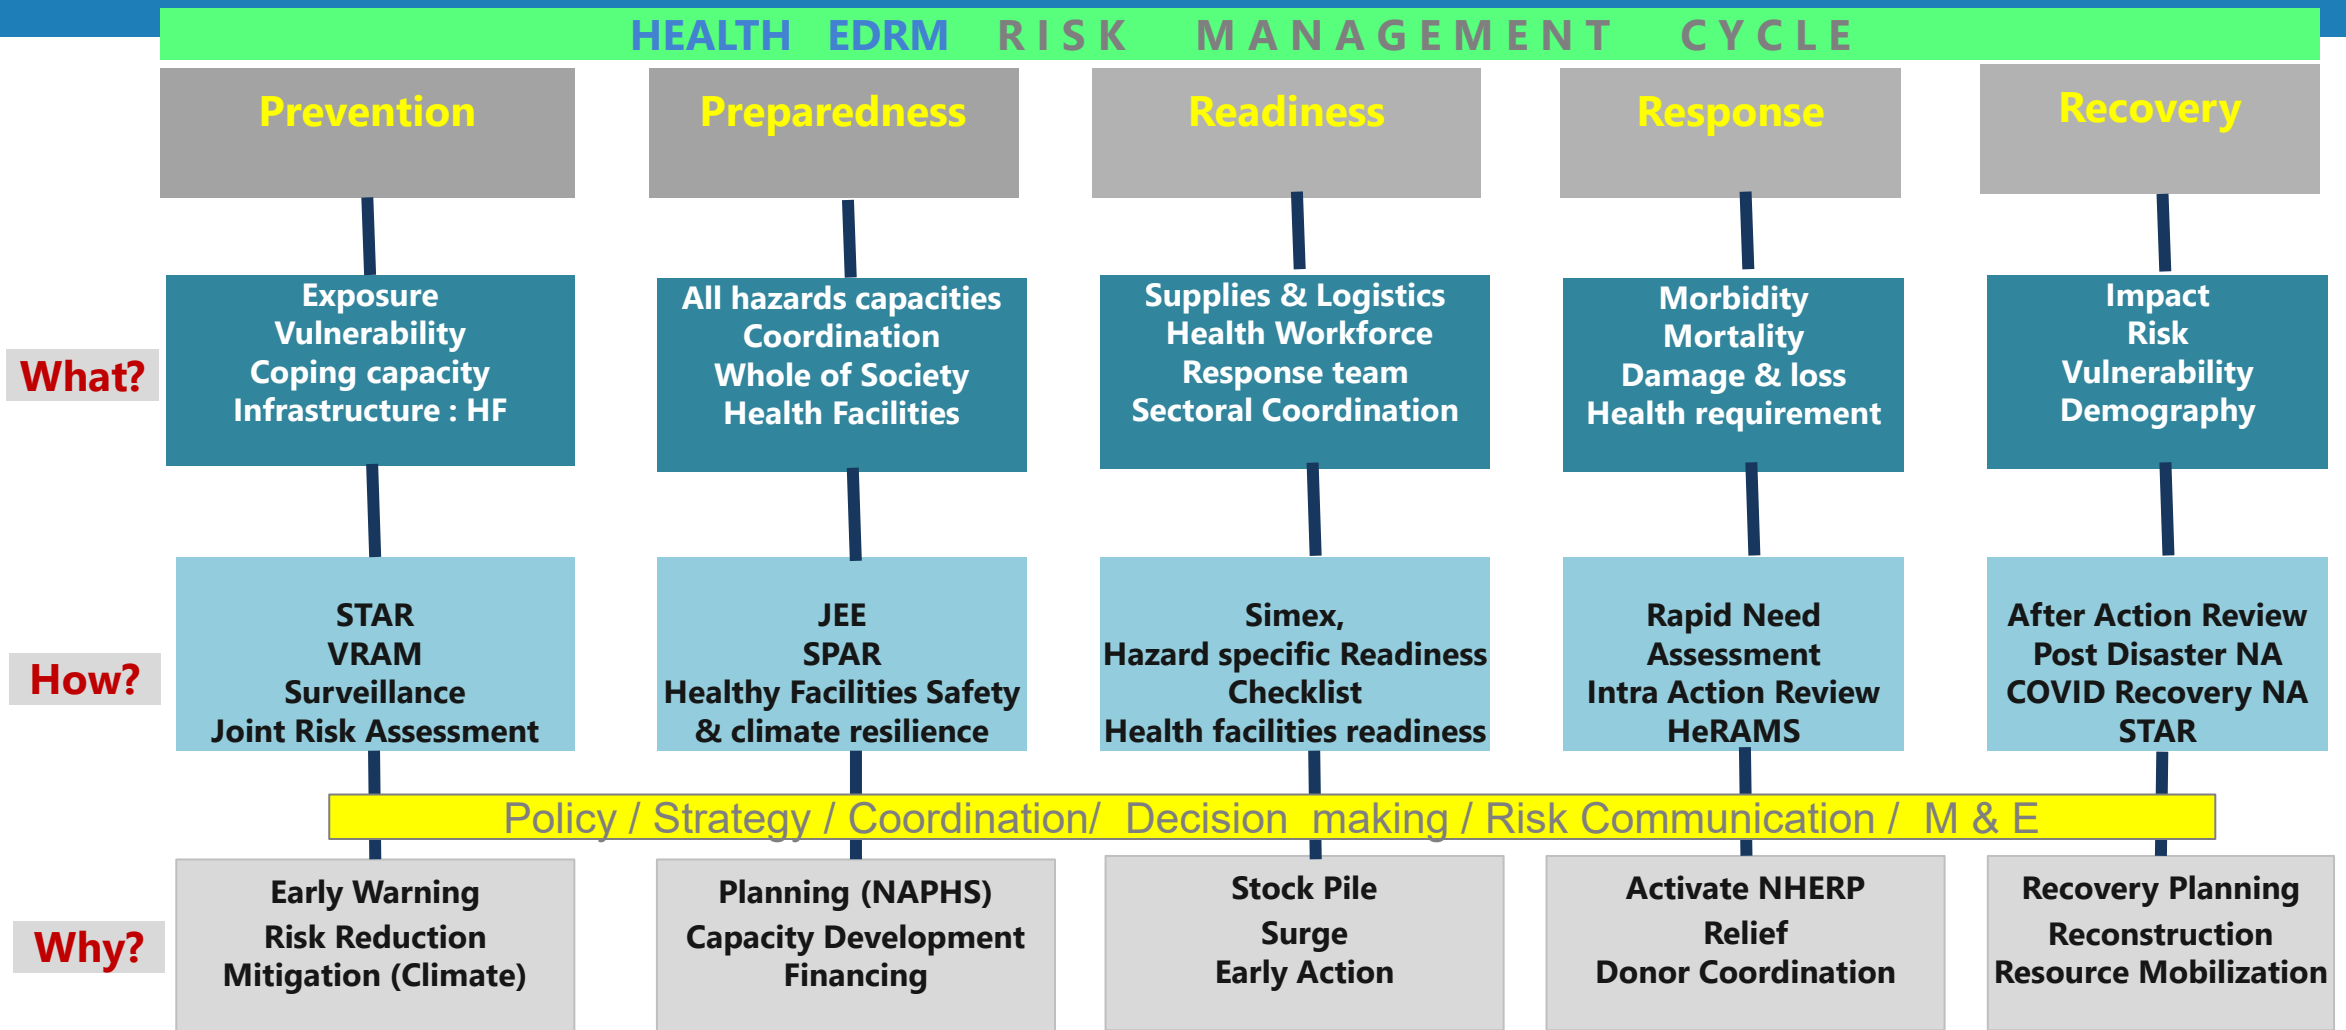 HEALTH EDRM RISK MANAGEMENT CYCLE
Prevention
Preparedness
Readiness
Response
Recovery
What?
Exposure
Vulnerability
Coping capacity
Infrastructure : HF
All hazards capacities
Coordination
Whole of Society
Health Facilities
Supplies & Logistics
Health Workforce
Response team
Sectoral Coordination
Morbidity
Mortality
Damage & loss
Health requirement
Impact
Risk
Vulnerability
Demography
How?
STAR
VRAM
Surveillance
Joint Risk Assessment
JEE
SPAR
Healthy Facilities Safety
& climate resilience
Simex,
Hazard specific Readiness
Checklist
Health facilities readiness
Rapid Need
Assessment
Intra Action Review
HeRAMS
After Action Review
Post Disaster NA
COVID Recovery NA
STAR
Policy / Strategy / Coordination/ Decision making / Risk Communication / M & E
Why?
Early Warning
Risk Reduction
Mitigation (Climate)
Planning (NAPHS)
Capacity Development
Financing
Stock Pile
Surge
Early Action
Activate NHERP
Relief
Donor Coordination
Recovery Planning
Reconstruction
Resource Mobilization